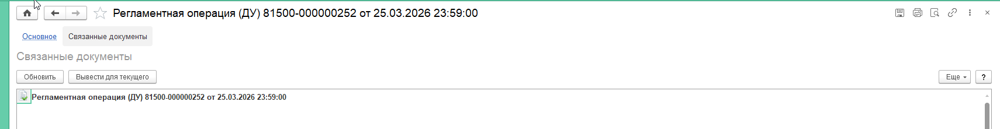 Регламентная операция (ДУ) 81500-000000252 от 25.03.2026 23:59:00
Основное Связанные документы
Связанные документы
Обновить Вывести для текущего Еще ?
Регламентная операция (ДУ) 81500-000000252 от 25.03.2026 23:59:00